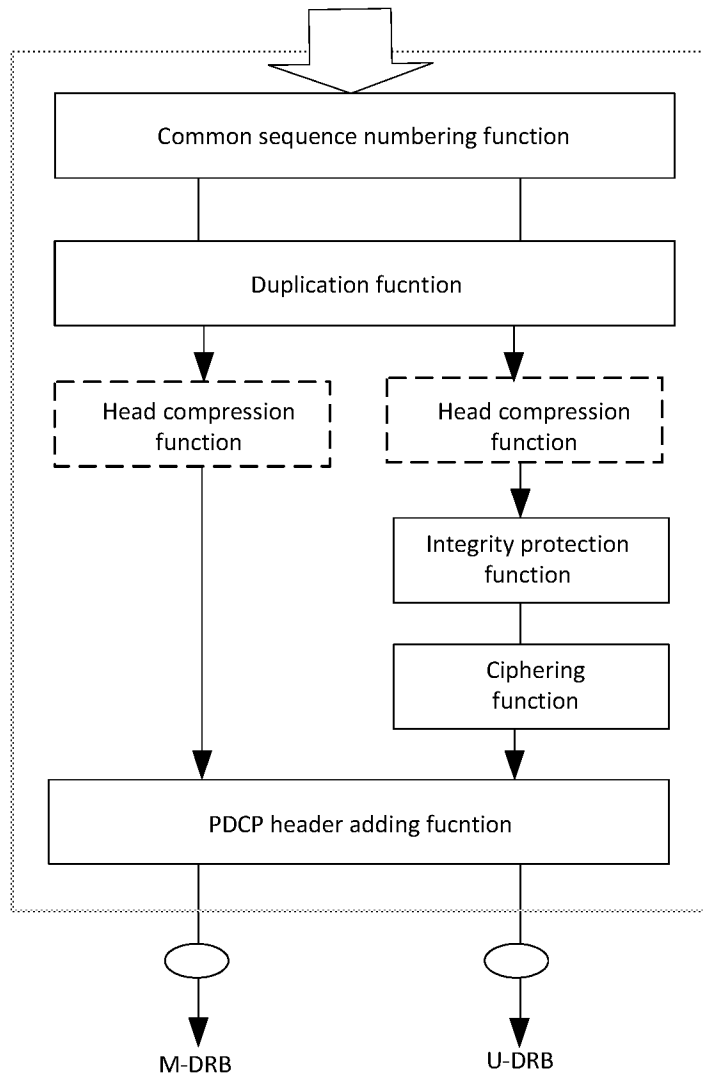 Common sequence numbering function
Duplication fucntion
Head compression
function
Head compression
function
Integrity protection
function
Ciphering
function
PDCP header adding fucntion
M-DRB
U-DRB